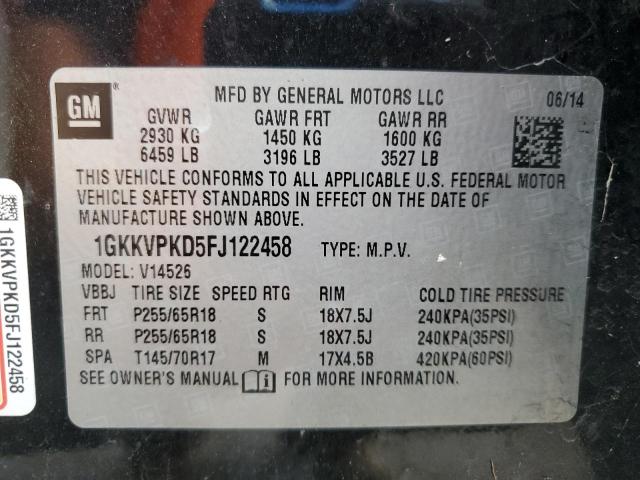 GM
MFD BY GENERAL MOTORS LLC
06/14
GVWR GAWR FRT GAWR RR
2930 KG 1450 KG 1600 KG
6459 LB 3196 LB 3527 LB
THIS VEHICLE CONFORMS TO ALL APPLICABLE U.S. FEDERAL MOTOR
VEHICLE SAFETY STANDARDS IN EFFECT ON THE DATE OF
MANUFACTURE SHOWN ABOVE.
1GKKVPKD5FJ122458 TYPE: M.P.V.
MODEL: V14526
VBBJ TIRE SIZE SPEED RTG RIM COLD TIRE PRESSURE
FRT P255/65R18 S 18X7.5J 240KPA(35PSI)
RR P255/65R18 S 18X7.5J 240KPA(35PSI)
SPA T145/70R17 M 17X4.5B 420KPA(60PSI)
SEE OWNER'S MANUAL FOR MORE INFORMATION.
1GKKVPKD5FJ122458